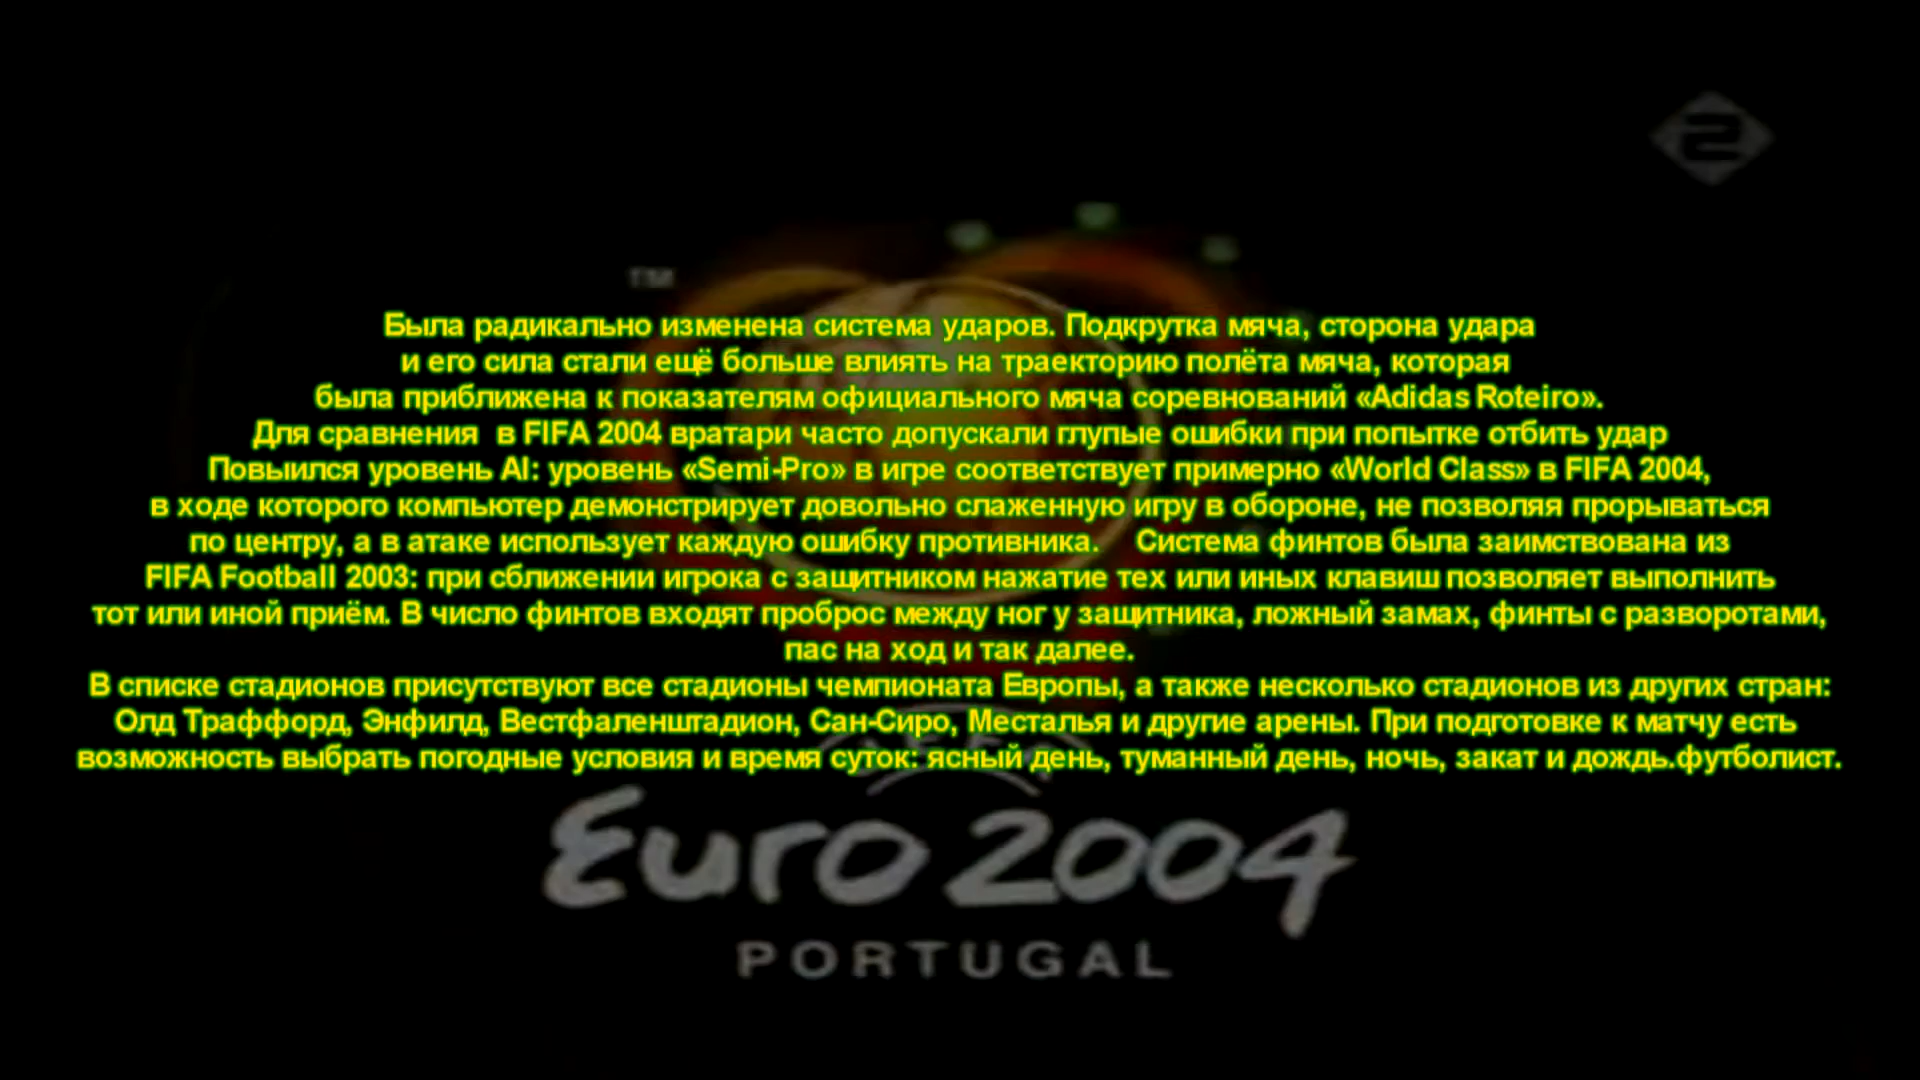 2
TM
Была радикально изменена система ударов. Подкрутка мяча, сторона удара
и его сила стали ещё больше влиять на траекторию полёта мяча, которая
была приближена к показателям официального мяча соревнований «Adidas Roteiro».
Для сравнения  в FIFA 2004 вратари часто допускали глупые ошибки при попытке отбить удар
Повыился уровень AI: уровень «Semi-Pro» в игре соответствует примерно «World Class» в FIFA 2004,
в ходе которого компьютер демонстрирует довольно слаженную игру в обороне, не позволяя прорываться
по центру, а в атаке использует каждую ошибку противника.    Система финтов была заимствована из
FIFA Football 2003: при сближении игрока с защитником нажатие тех или иных клавиш позволяет выполнить
тот или иной приём. В число финтов входят проброс между ног у защитника, ложный замах, финты с разворотами,
пас на ход и так далее.
В списке стадионов присутствуют все стадионы чемпионата Европы, а также несколько стадионов из других стран:
Олд Траффорд, Энфилд, Вестфаленштадион, Сан-Сиро, Месталья и другие арены. При подготовке к матчу есть
возможность выбрать погодные условия и время суток: ясный день, туманный день, ночь, закат и дождь.футболист.
Euro 2004
PORTUGAL